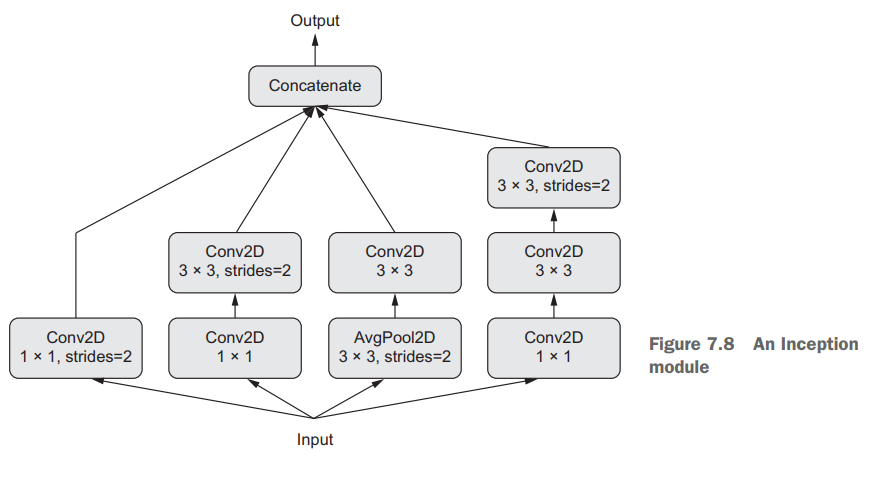 Output
Concatenate
Conv2D
3 × 3, strides=2
Conv2D
3 × 3, strides=2
Conv2D
3 × 3
Conv2D
3 × 3
Conv2D
1 × 1, strides=2
Conv2D
1 × 1
AvgPool2D
3 × 3, strides=2
Conv2D
1 × 1
Input
Figure 7.8 An Inception
module